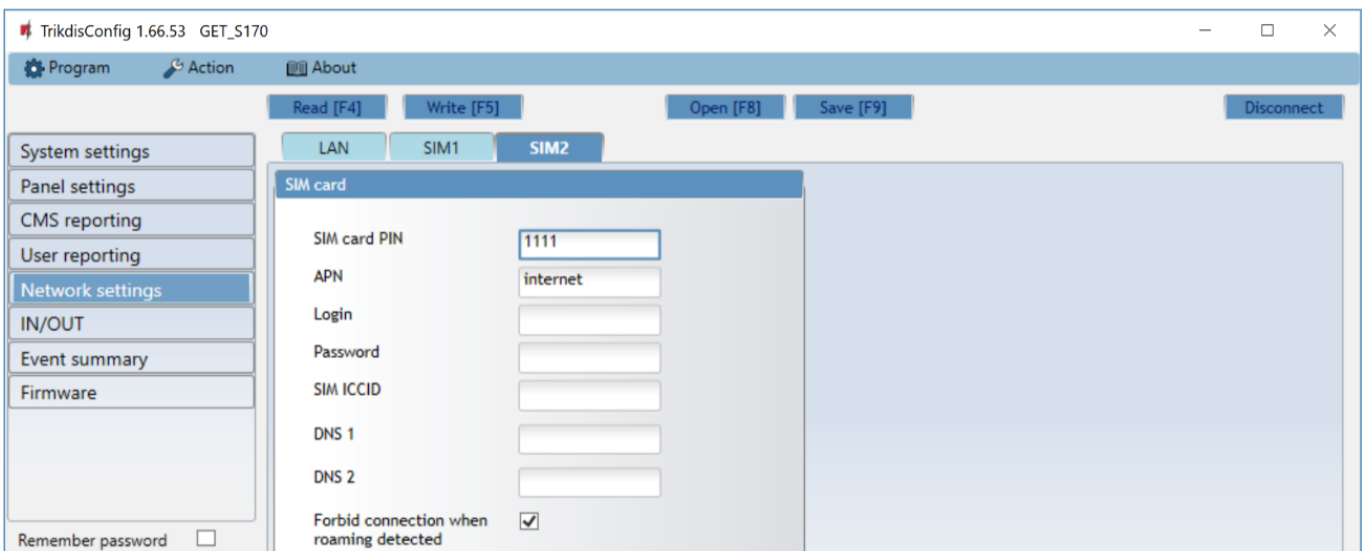 TrikdisConfig 1.66.53 GET_S170
Program Action About
Read [F4] Write [F5] Open [F8] Save [F9] Disconnect
System settings
Panel settings
CMS reporting
User reporting
Network settings
IN/OUT
Event summary
Firmware
Remember password
LAN SIM1 SIM2
SIM card
SIM card PIN 1111
APN internet
Login
Password
SIM ICCID
DNS 1
DNS 2
Forbid connection when
roaming detected